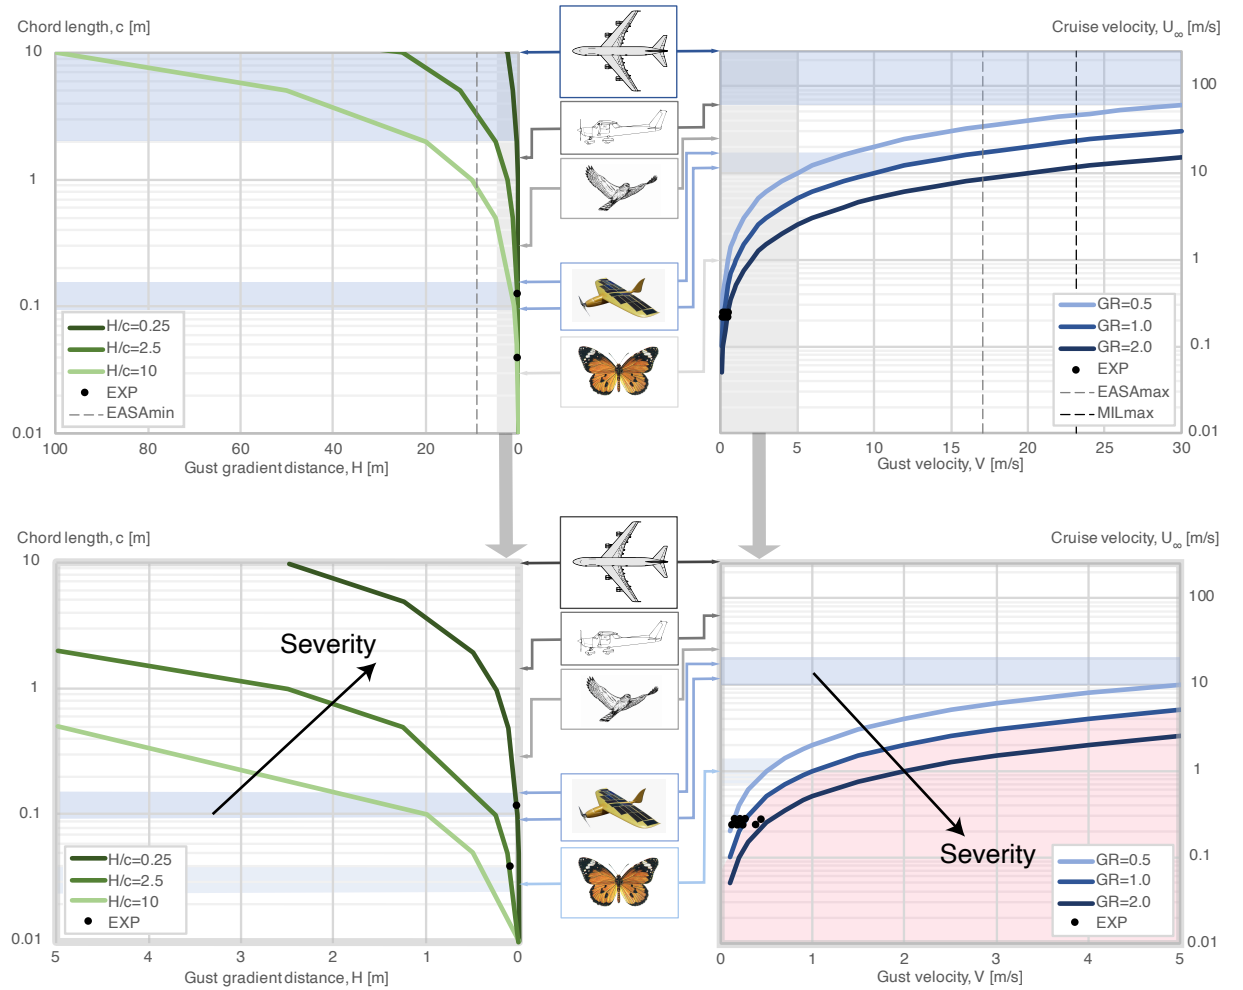 Chord length, c [m]
Cruise velocity, U∞ [m/s]
10
1
0.1
0.01
100
80
60
40
20
0
Gust gradient distance, H [m]
H/c=0.25
H/c=2.5
H/c=10
EXP
EASAmin
100
10
1
0.1
0.01
0
5
10
15
20
25
30
Gust velocity, V [m/s]
GR=0.5
GR=1.0
GR=2.0
EXP
EASAmax
MILmax
Chord length, c [m]
Cruise velocity, U∞ [m/s]
10
1
0.1
0.01
5
4
3
2
1
0
Gust gradient distance, H [m]
Severity
H/c=0.25
H/c=2.5
H/c=10
EXP
100
10
1
0.1
0.01
0
1
2
3
4
5
Gust velocity, V [m/s]
Severity
GR=0.5
GR=1.0
GR=2.0
EXP